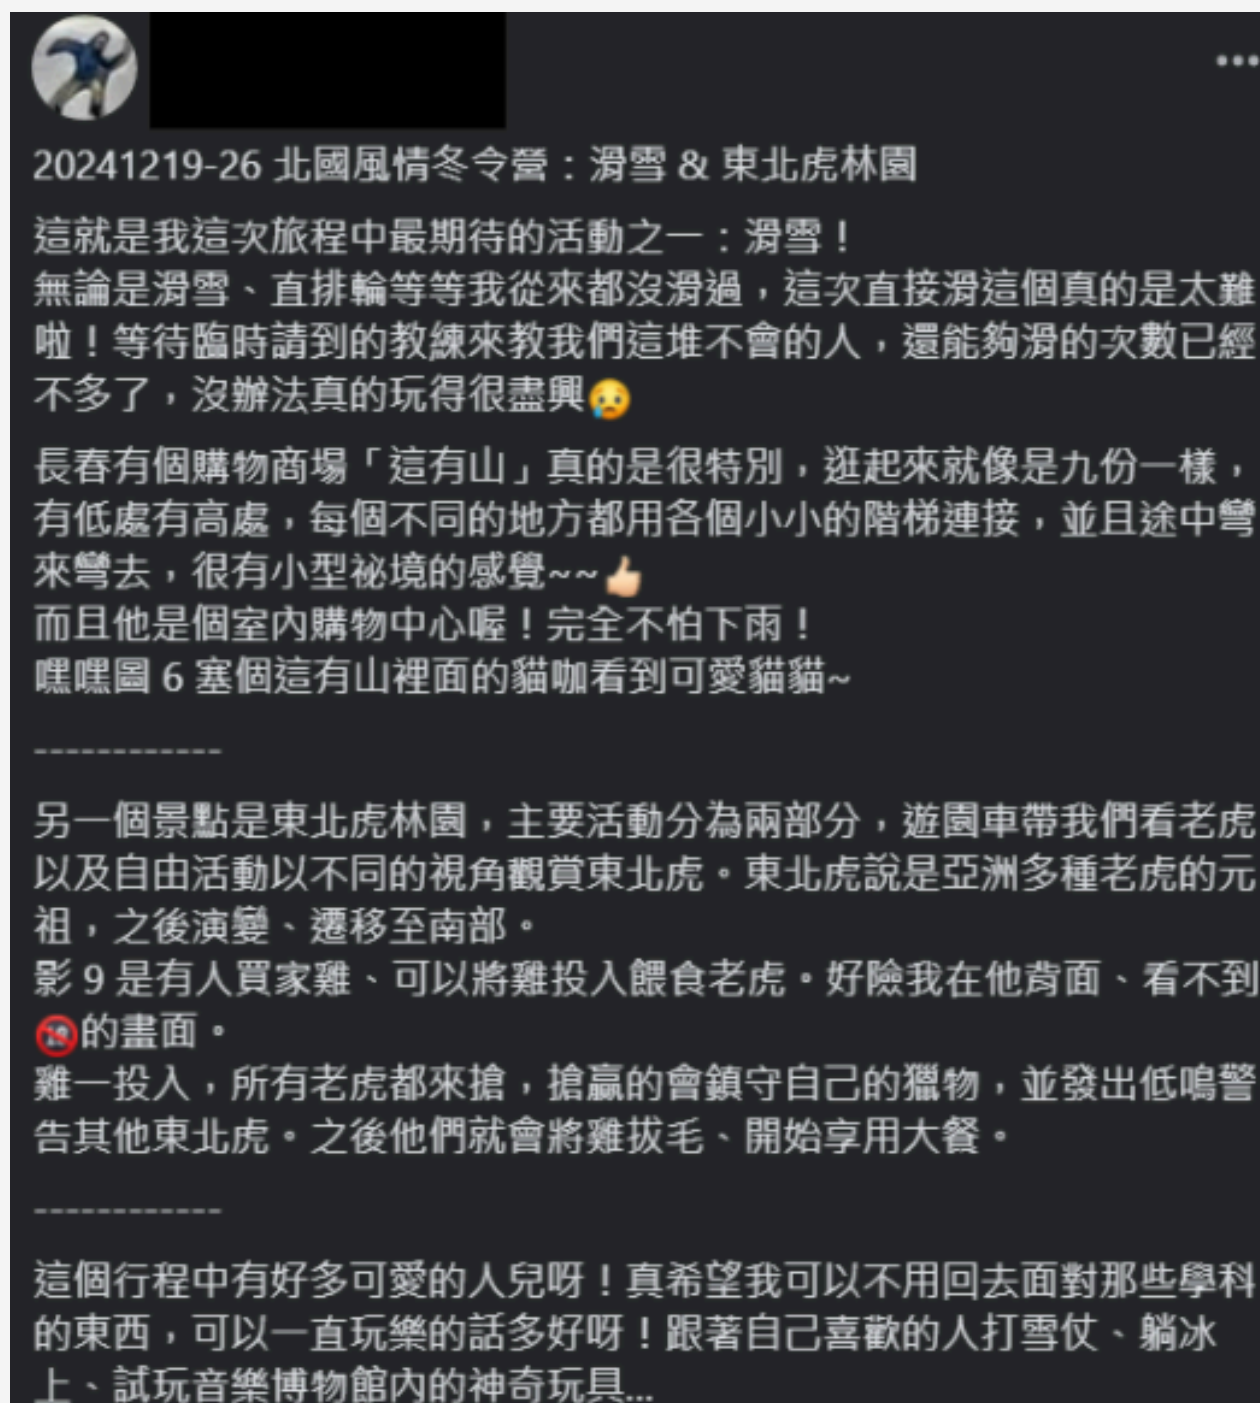 20241219-26 北國風情冬令營：滑雪 & 東北虎林園
這就是我這次旅程中最期待的活動之一：滑雪！
無論是滑雪、直排輪等等我從來都沒滑過，這次直接滑這個真的是太難
啦！等待臨時請到的教練來教我們這堆不會的人，還能夠滑的次數已經
不多了，沒辦法真的玩得很盡興😢
長春有個購物商場「這有山」真的是很特別，逛起來就像是九份一樣，
有低處有高處，每個不同的地方都用各個小小的階梯連接，並且途中彎
來彎去，很有小型祕境的感覺~~👍🏻
而且他是個室內購物中心喔！完全不怕下雨！
嘿嘿圖 6 塞個這有山裡面的貓咖看到可愛貓貓~
------------
另一個景點是東北虎林園，主要活動分為兩部分，遊園車帶我們看老虎
以及自由活動以不同的視角觀賞東北虎。東北虎說是亞洲多種老虎的元
祖，之後演變、遷移至南部。
影 9 是有人買家雞、可以將雞投入餵食老虎。好險我在他背面、看不到
🔞的畫面。
雞一投入，所有老虎都來搶，搶贏的會鎮守自己的獵物，並發出低鳴警
告其他東北虎。之後他們就會將雞拔毛、開始享用大餐。
------------
這個行程中有好多可愛的人兒呀！真希望我可以不用回去面對那些學科
的東西，可以一直玩樂的話多好呀！跟著自己喜歡的人打雪仗、躺冰
上、試玩音樂博物館內的神奇玩具...